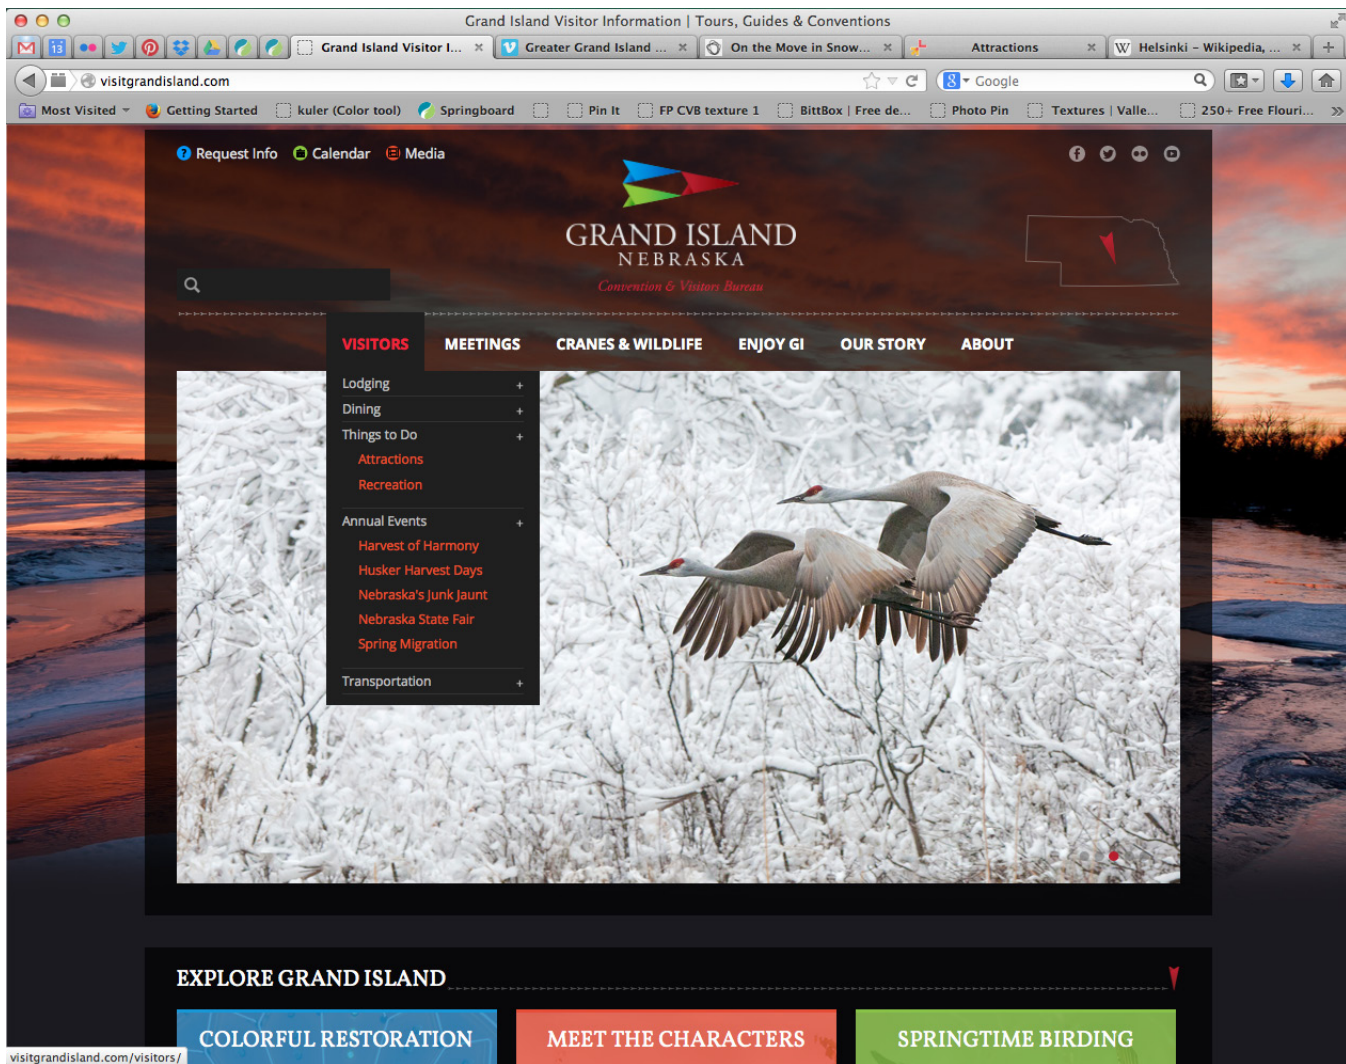 Grand Island Visitor Information | Tours, Guides & Conventions
13
Grand Island Visitor I...
Greater Grand Island ...
On the Move in Snow...
Attractions
W Helsinki – Wikipedia, ...
visitgrandisland.com
8 Google
Most Visited
Getting Started
kuler (Color tool)
Springboard
Pin It
FP CVB texture 1
BittBox | Free de...
Photo Pin
Textures | Valle...
250+ Free Flouri...
? Request Info
Calendar
Media
GRAND ISLAND
NEBRASKA
Convention & Visitors Bureau
VISITORS
MEETINGS
CRANES & WILDLIFE
ENJOY GI
OUR STORY
ABOUT
Lodging +
Dining +
Things to Do +
Attractions
Recreation
Annual Events +
Harvest of Harmony
Husker Harvest Days
Nebraska's Junk Jaunt
Nebraska State Fair
Spring Migration
Transportation +
EXPLORE GRAND ISLAND
COLORFUL RESTORATION
MEET THE CHARACTERS
SPRINGTIME BIRDING
visitgrandisland.com/visitors/